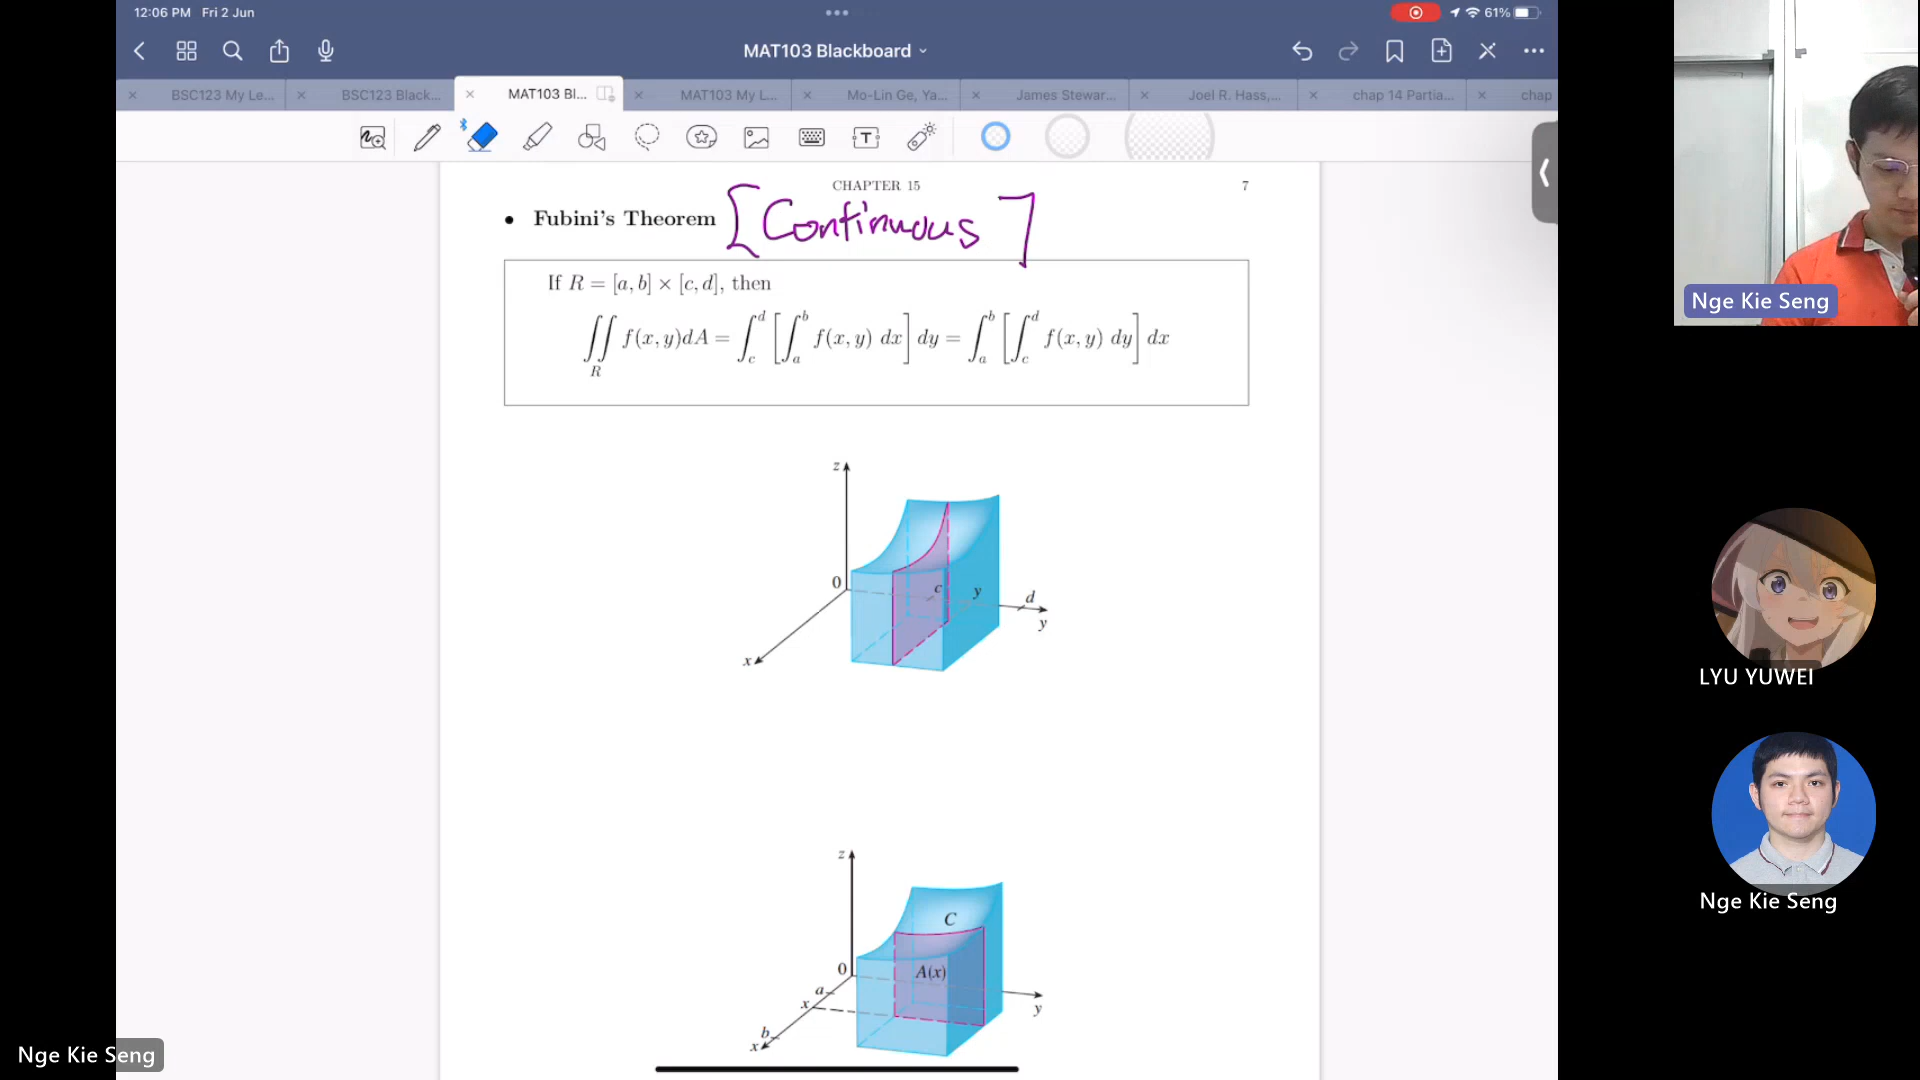 12:06 PM Fri 2 Jun
61%
MAT103 Blackboard
BSC123 My Le...
BSC123 Black...
MAT103 Bl...
MAT103 My L...
Mo-Lin Ge, Ya...
James Stewar...
Joel R. Hass,...
chap 14 Partia...
chap
CHAPTER 15
7
• Fubini's Theorem [Continuous]
If R = [a, b] × [c, d], then
∬_R f(x, y)dA = ∫_c^d [∫_a^b f(x, y) dx] dy = ∫_a^b [∫_c^d f(x, y) dy] dx
z
0
c
y
d
y
x
z
C
0
A(x)
a
x
y
b
x
Nge Kie Seng
LYU YUWEI
Nge Kie Seng
Nge Kie Seng